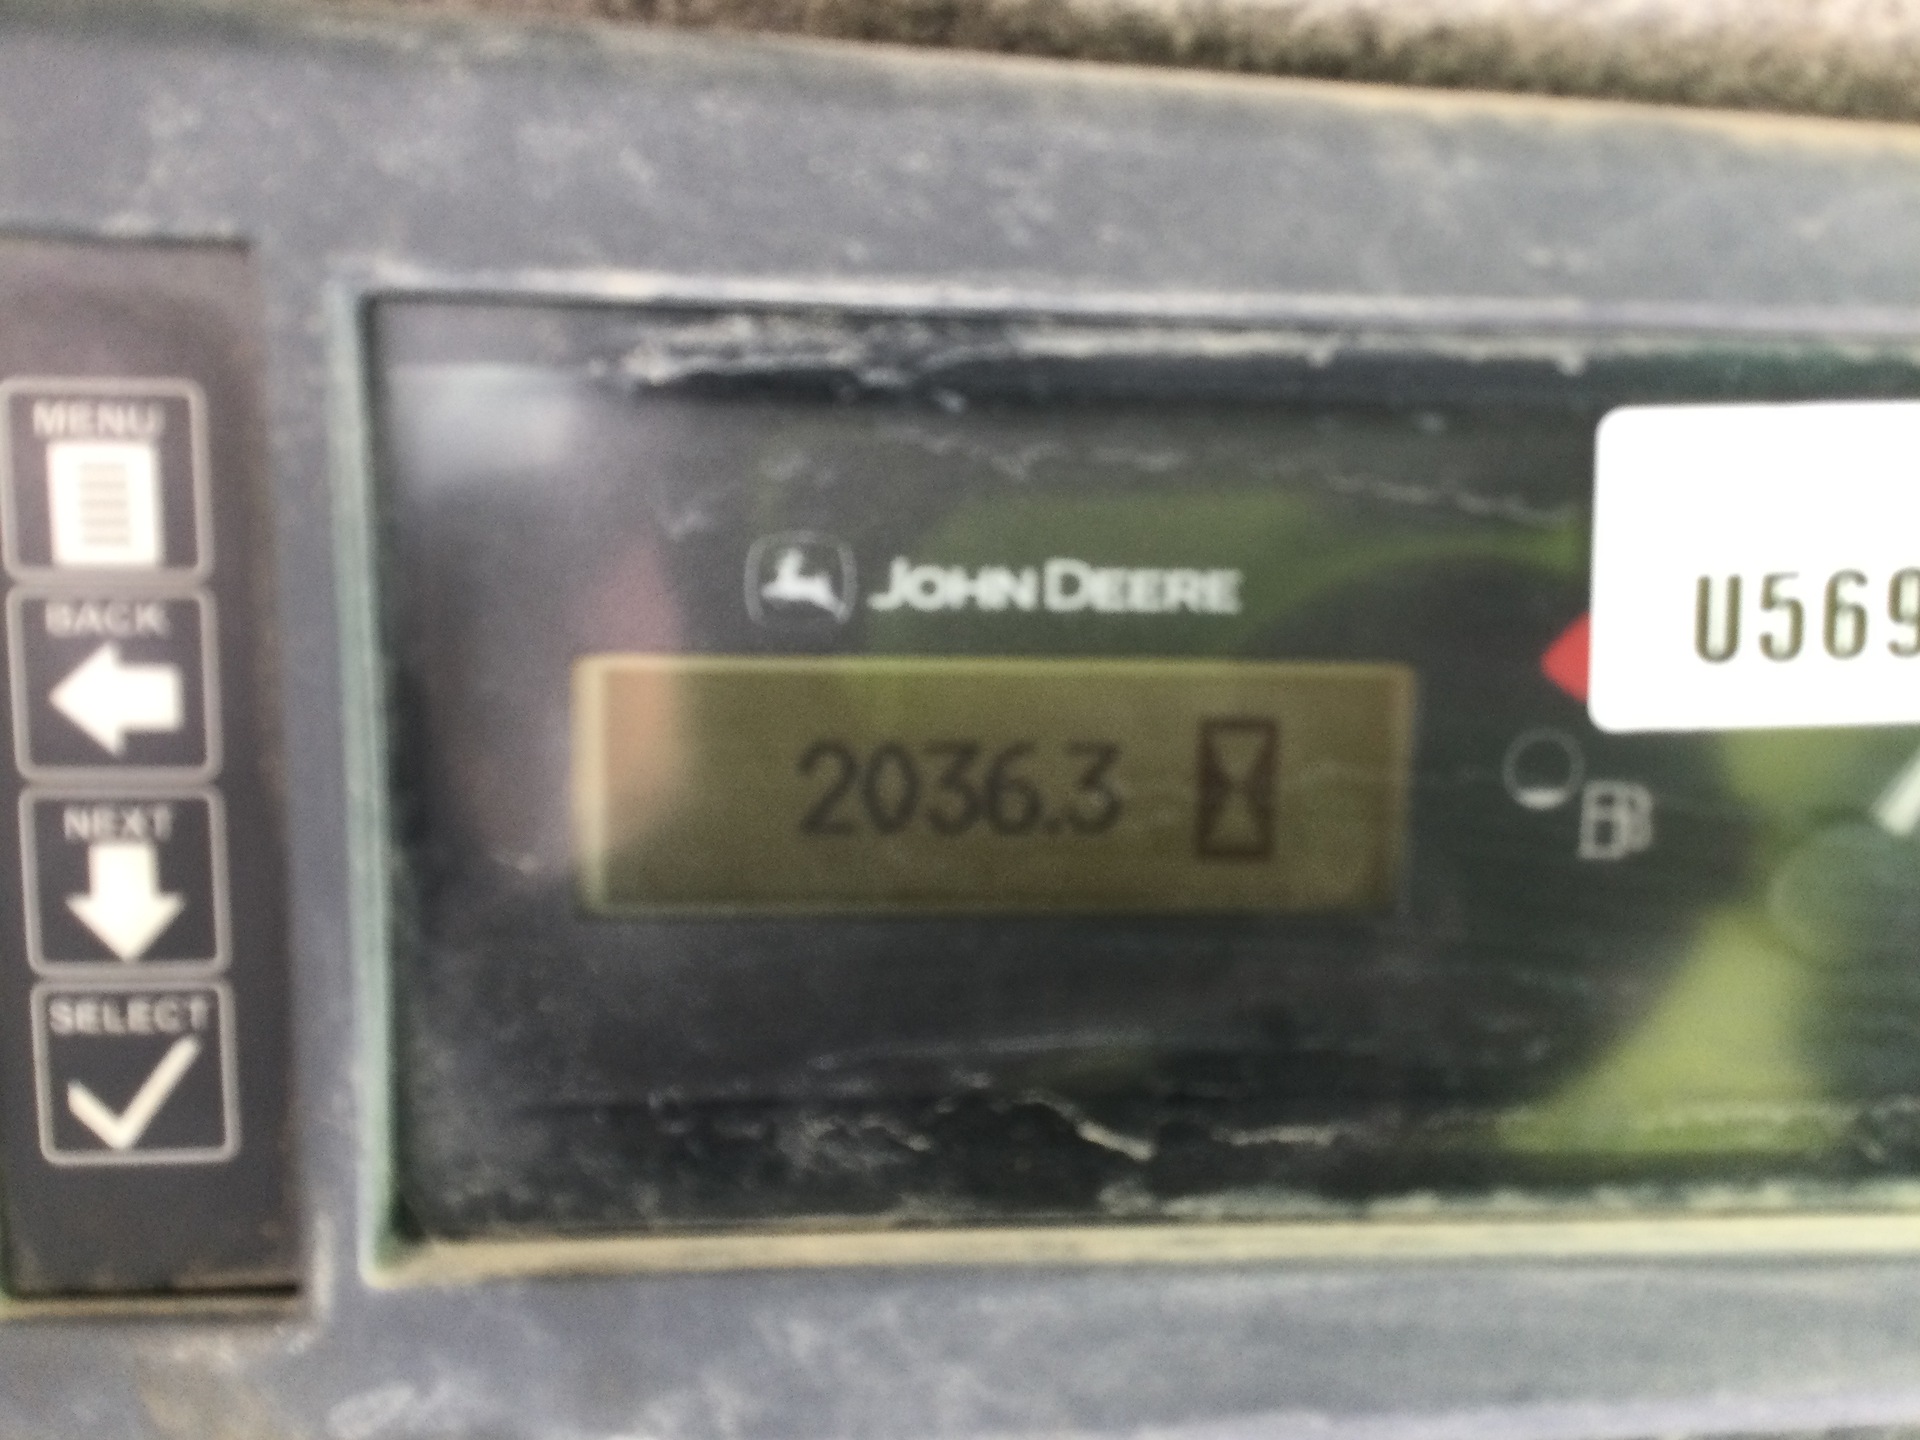 MENU
BACK
NEXT
SELECT
JOHN DEERE
2036.3
U569